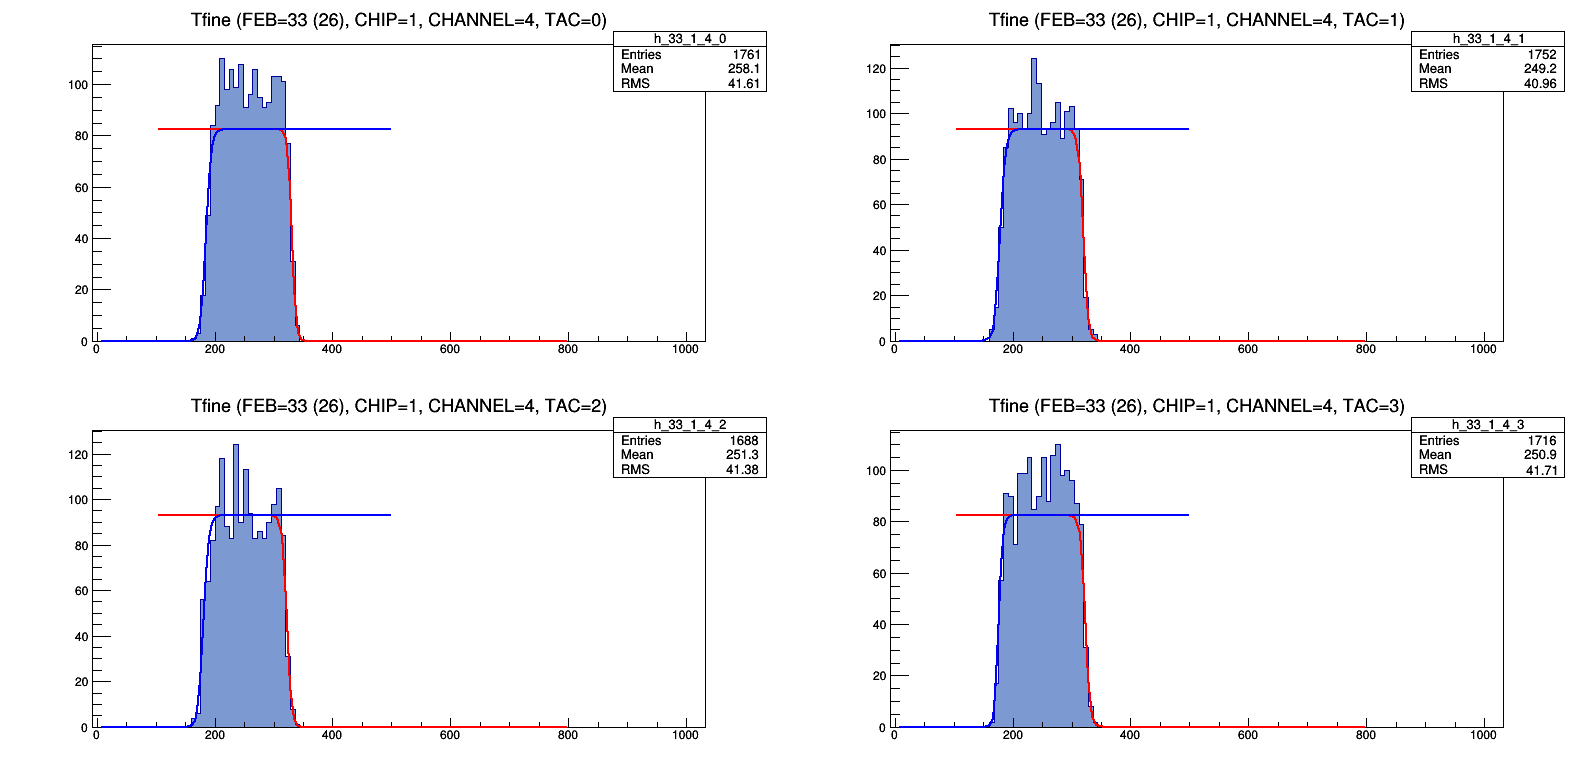 Tfine (FEB=33 (26), CHIP=1, CHANNEL=4, TAC=0)
h_33_1_4_0
Entries 1761
Mean 258.1
RMS 41.61
100
80
60
40
20
0
0 200 400 600 800 1000
Tfine (FEB=33 (26), CHIP=1, CHANNEL=4, TAC=1)
h_33_1_4_1
Entries 1752
Mean 249.2
RMS 40.96
120
100
80
60
40
20
0
0 200 400 600 800 1000
Tfine (FEB=33 (26), CHIP=1, CHANNEL=4, TAC=2)
h_33_1_4_2
Entries 1688
Mean 251.3
RMS 41.38
120
100
80
60
40
20
0
0 200 400 600 800 1000
Tfine (FEB=33 (26), CHIP=1, CHANNEL=4, TAC=3)
h_33_1_4_3
Entries 1716
Mean 250.9
RMS 41.71
100
80
60
40
20
0
0 200 400 600 800 1000